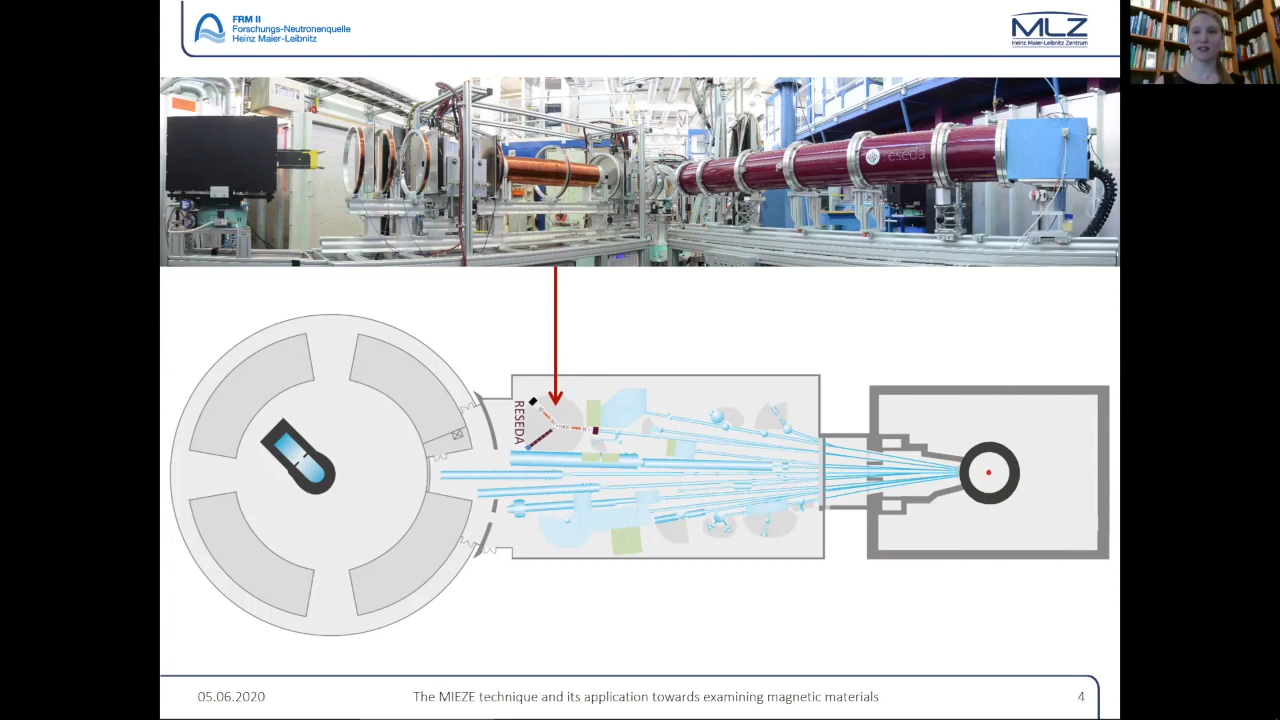 FRM II
Forschungs-Neutronenquelle
Heinz Maier-Leibnitz
MLZ
Heinz Maier-Leibnitz Zentrum
reseda
RESEDA
05.06.2020
The MIEZE technique and its application towards examining magnetic materials
4